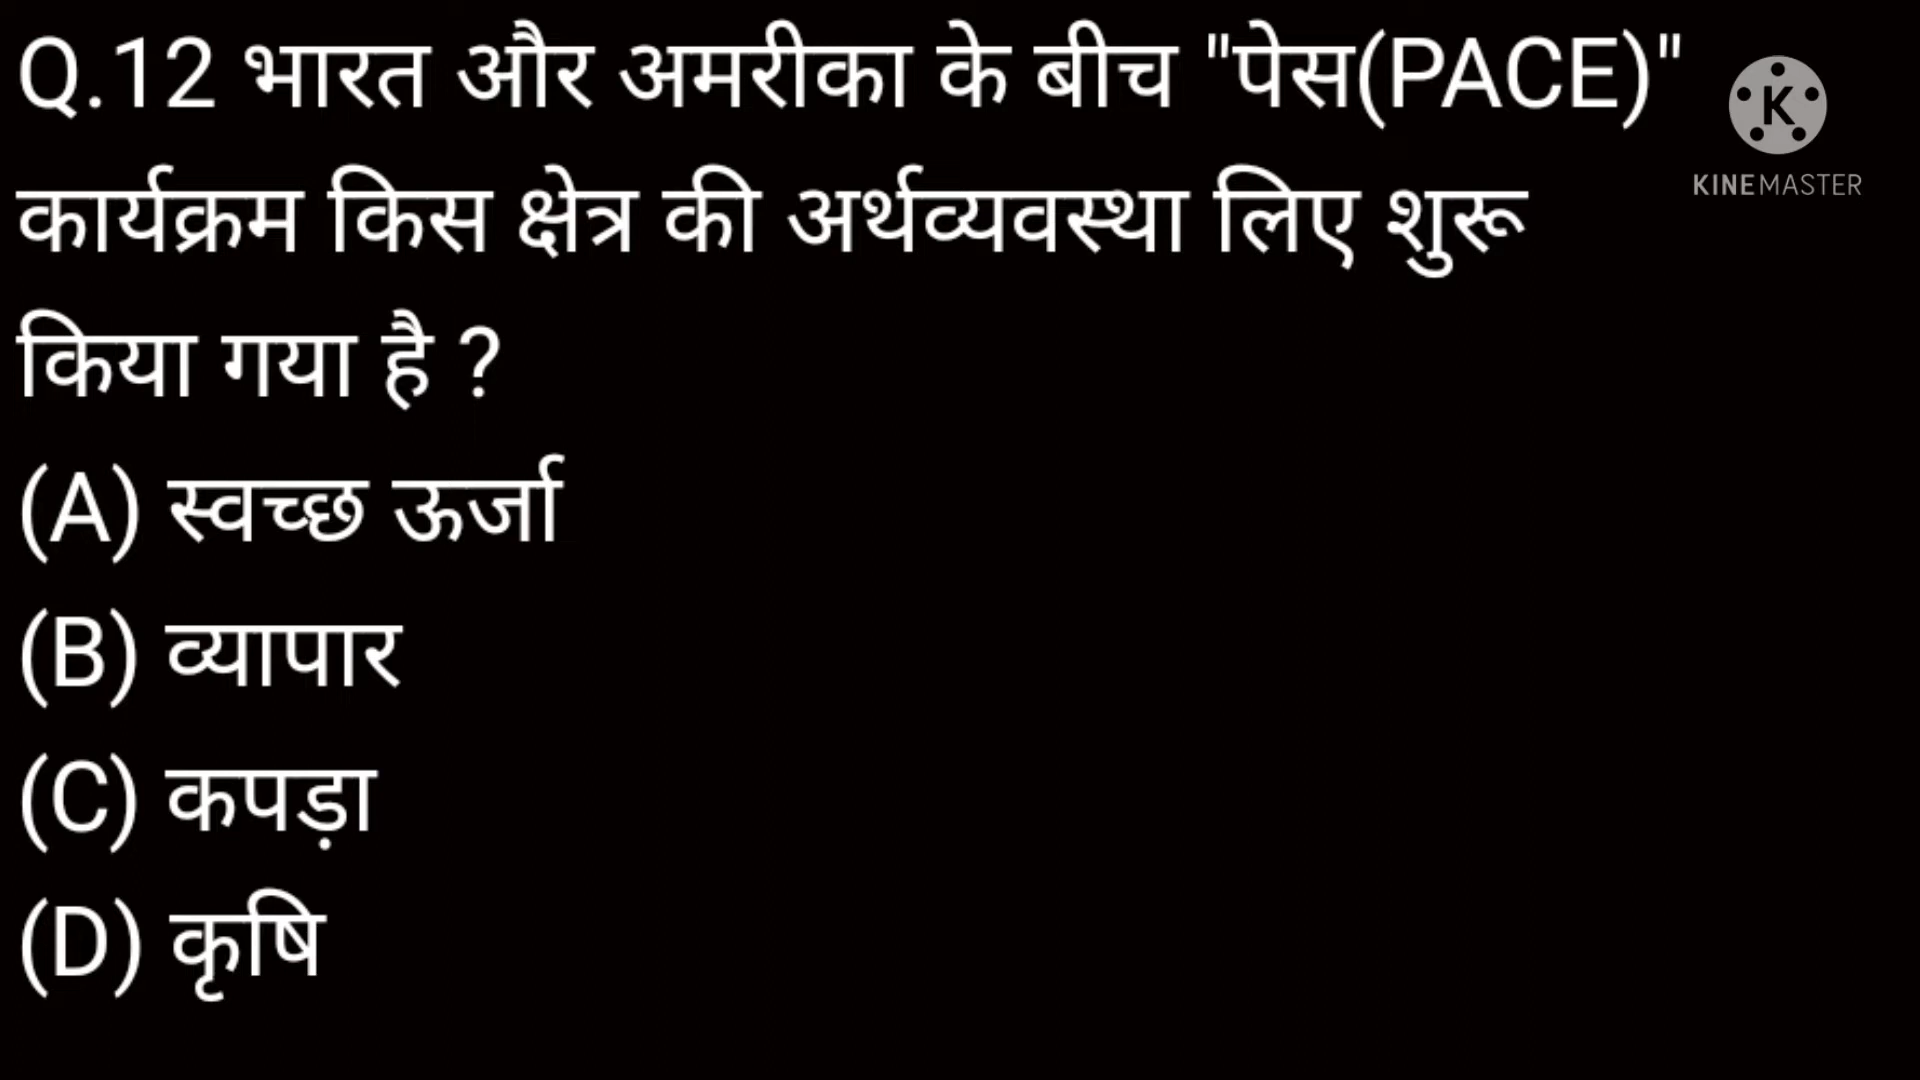 Q.12 भारत और अमरीका के बीच "पेस(PACE)"
K
KINEMASTER
कार्यक्रम किस क्षेत्र की अर्थव्यवस्था लिए शुरू
किया गया है ?
(A) स्वच्छ ऊर्जा
(B) व्यापार
(C) कपड़ा
(D) कृषि